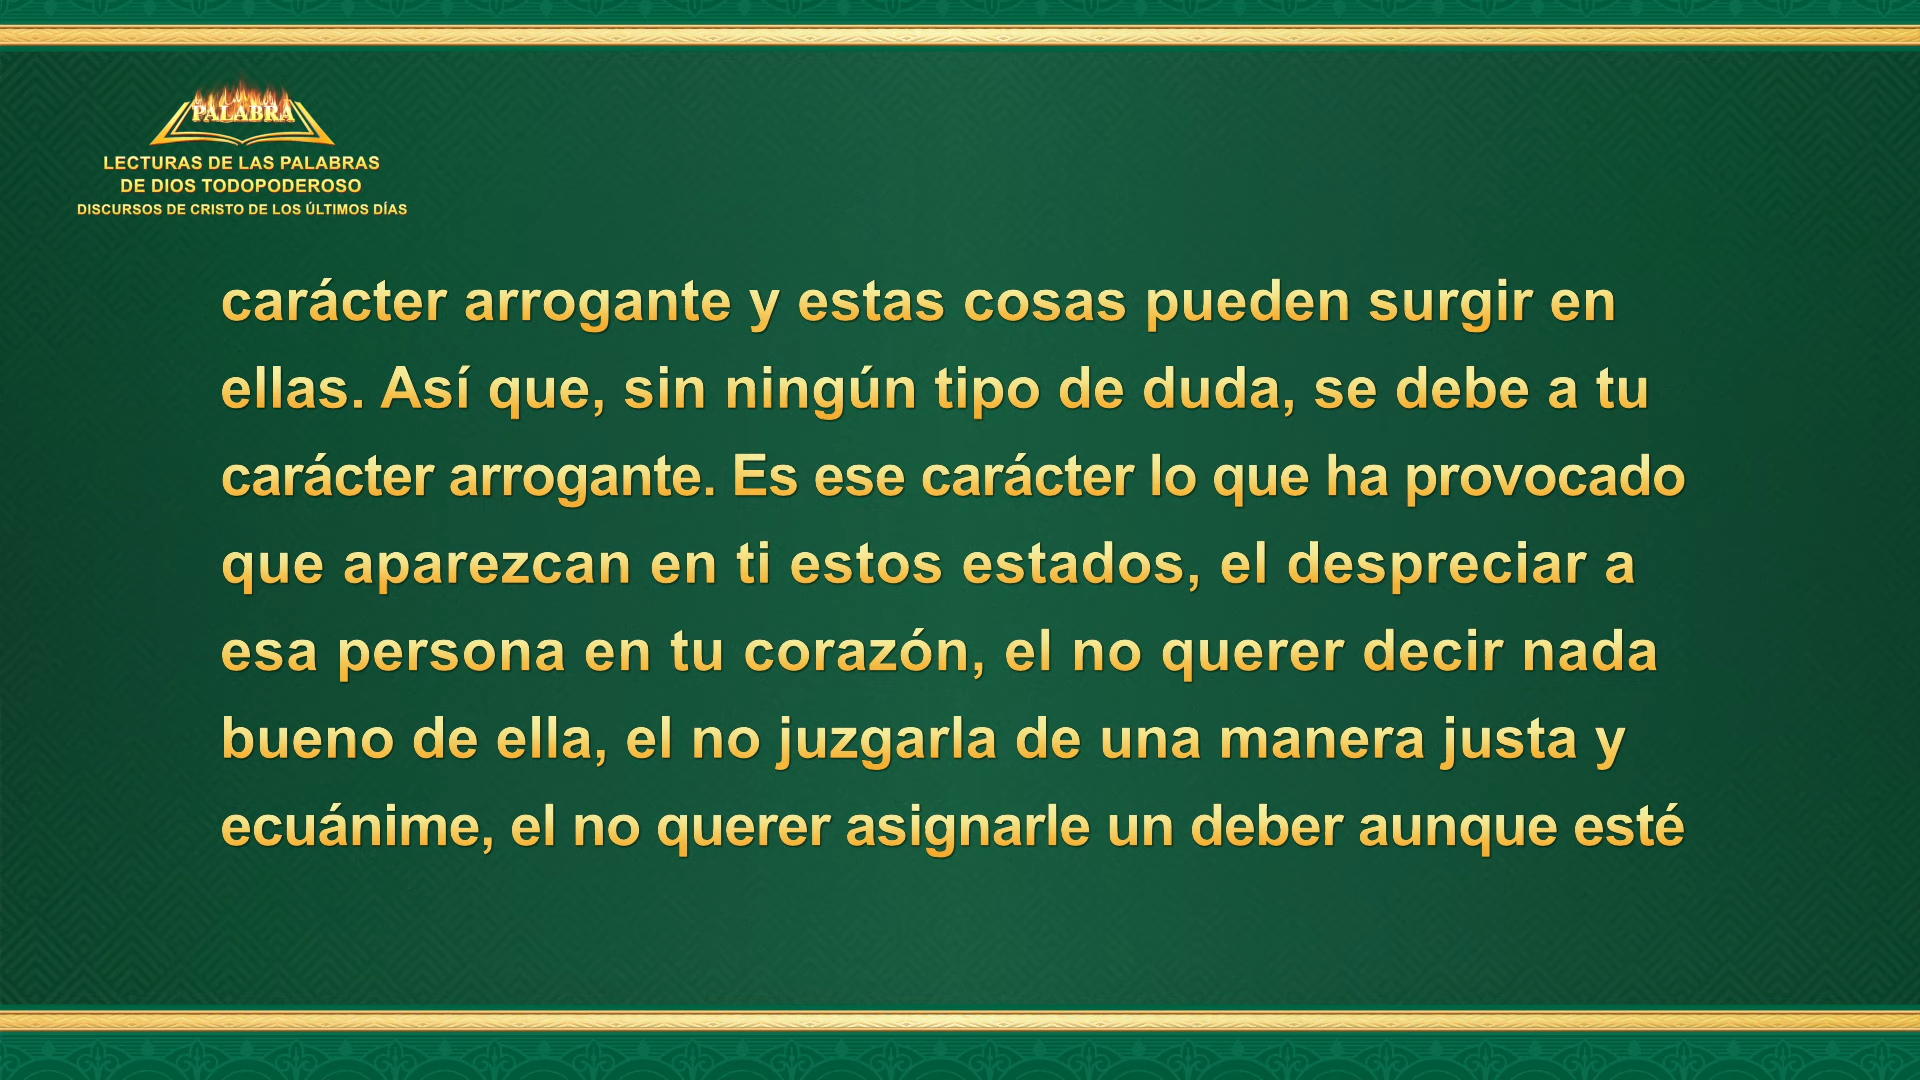 PALABRA
LECTURAS DE LAS PALABRAS
DE DIOS TODOPODEROSO
DISCURSOS DE CRISTO DE LOS ÚLTIMOS DÍAS
carácter arrogante y estas cosas pueden surgir en
ellas. Así que, sin ningún tipo de duda, se debe a tu
carácter arrogante. Es ese carácter lo que ha provocado
que aparezcan en ti estos estados, el despreciar a
esa persona en tu corazón, el no querer decir nada
bueno de ella, el no juzgarla de una manera justa y
ecuánime, el no querer asignarle un deber aunque esté